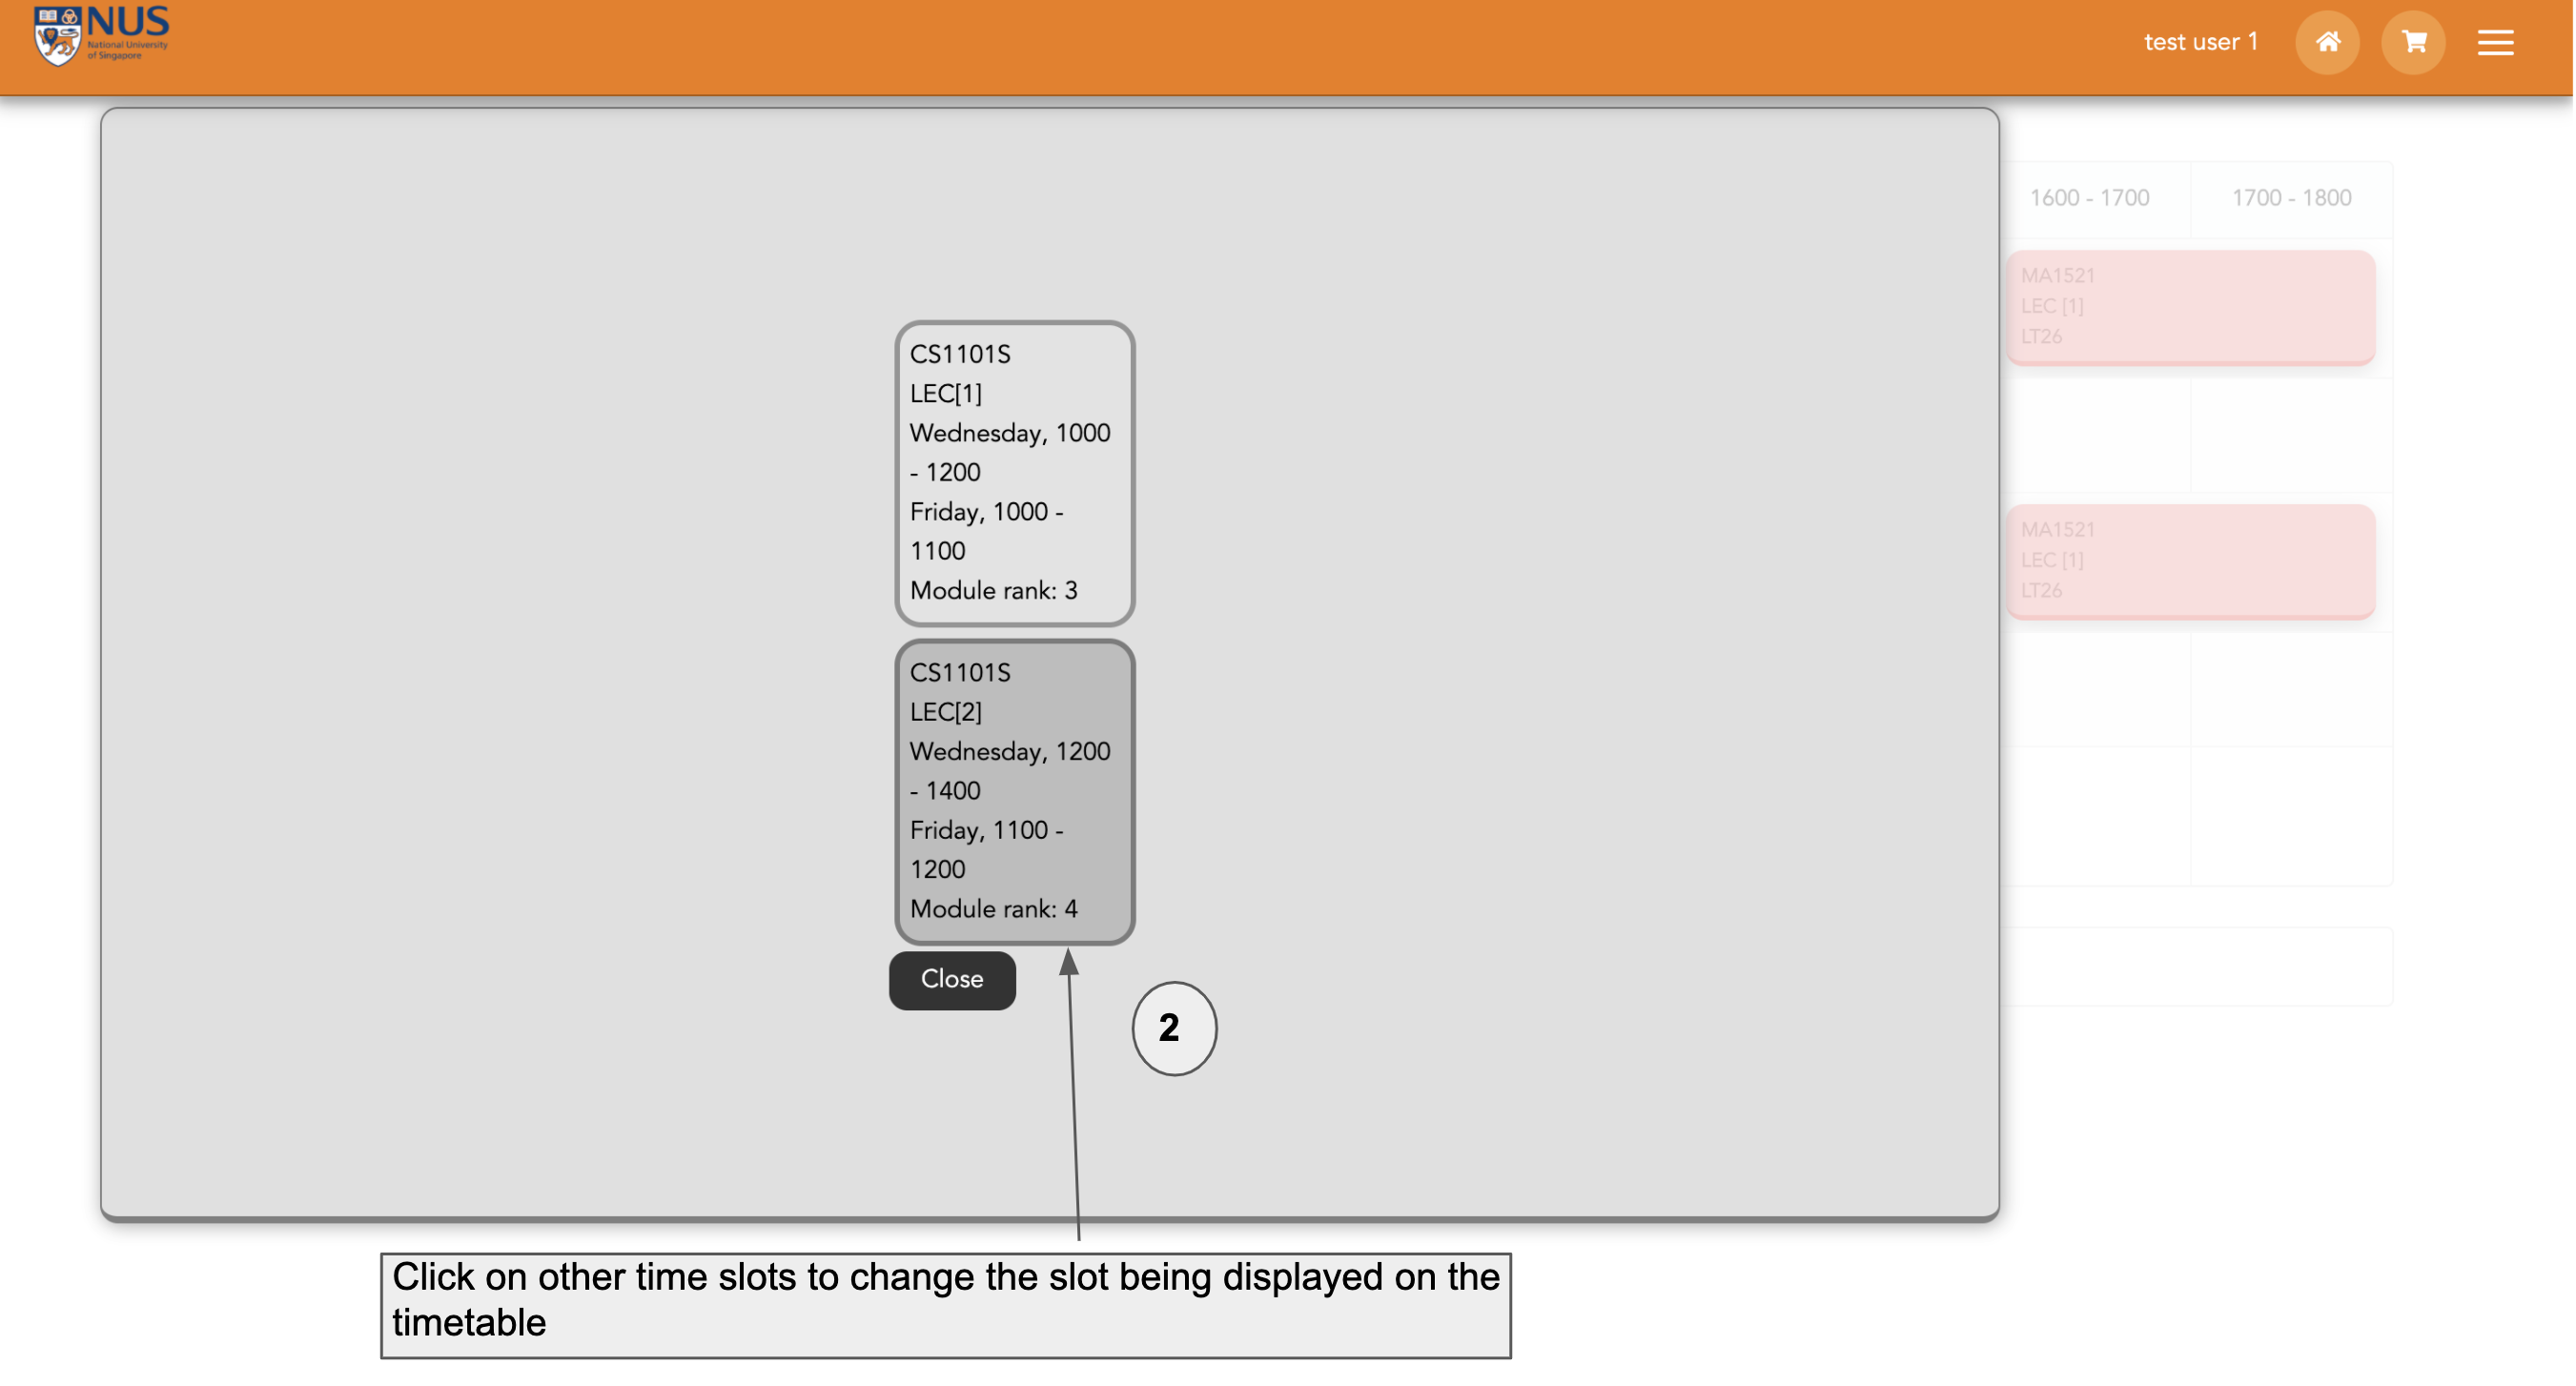 NUS
National University
of Singapore
test user 1
1600 - 1700
1700 - 1800
MA1521
LEC [1]
LT26
CS1101S
LEC[1]
Wednesday, 1000
- 1200
Friday, 1000 -
1100
Module rank: 3
MA1521
LEC [1]
LT26
CS1101S
LEC[2]
Wednesday, 1200
- 1400
Friday, 1100 -
1200
Module rank: 4
Close
2
Click on other time slots to change the slot being displayed on the
timetable